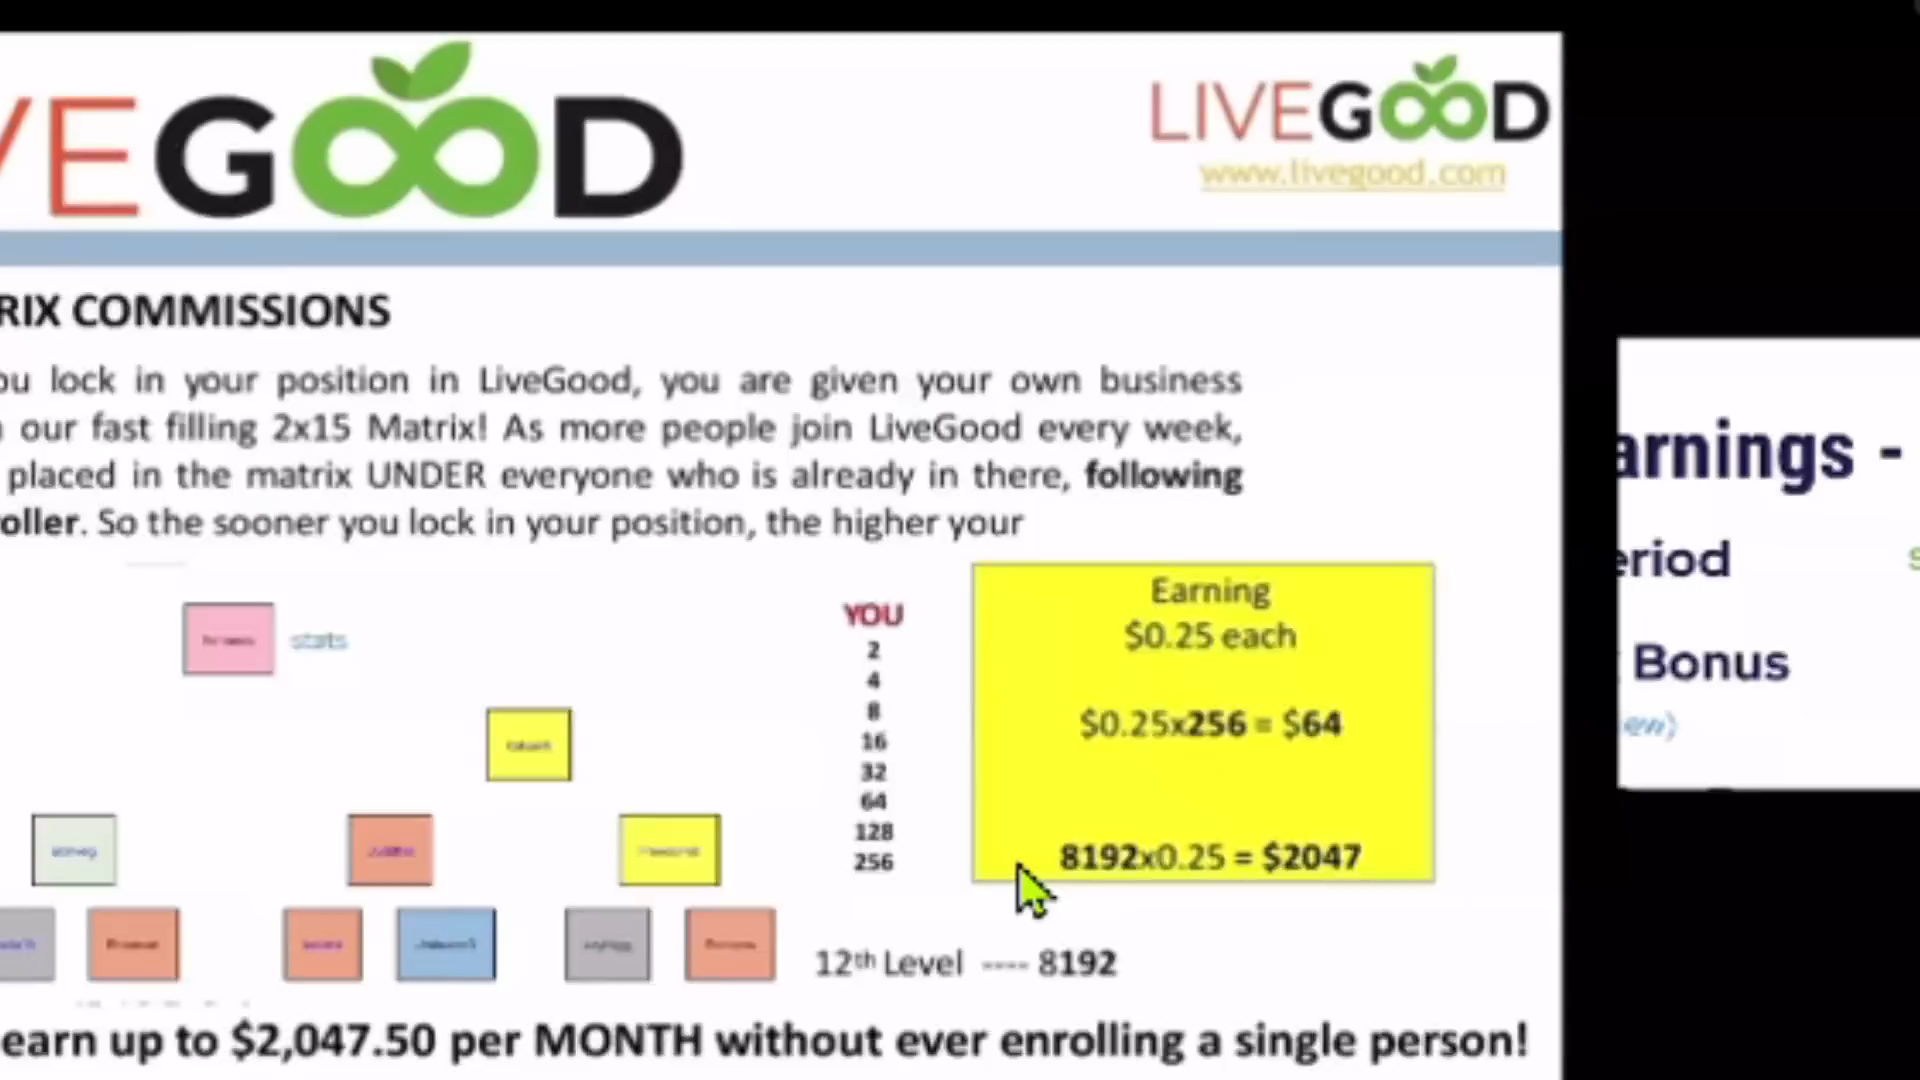 VEGOOD
LIVEGOOD
www.livegood.com
RIX COMMISSIONS
ou lock in your position in LiveGood, you are given your own business
our fast filling 2x15 Matrix! As more people join LiveGood every week,
placed in the matrix UNDER everyone who is already in there, following
oller. So the sooner you lock in your position, the higher your
stats
YOU
2
4
8
16
32
64
128
256
Earning
$0.25 each
$0.25x256 = $64
8192x0.25 = $2047
12th Level ---- 8192
earn up to $2,047.50 per MONTH without ever enrolling a single person!
arnings -
eriod
Bonus
ew)